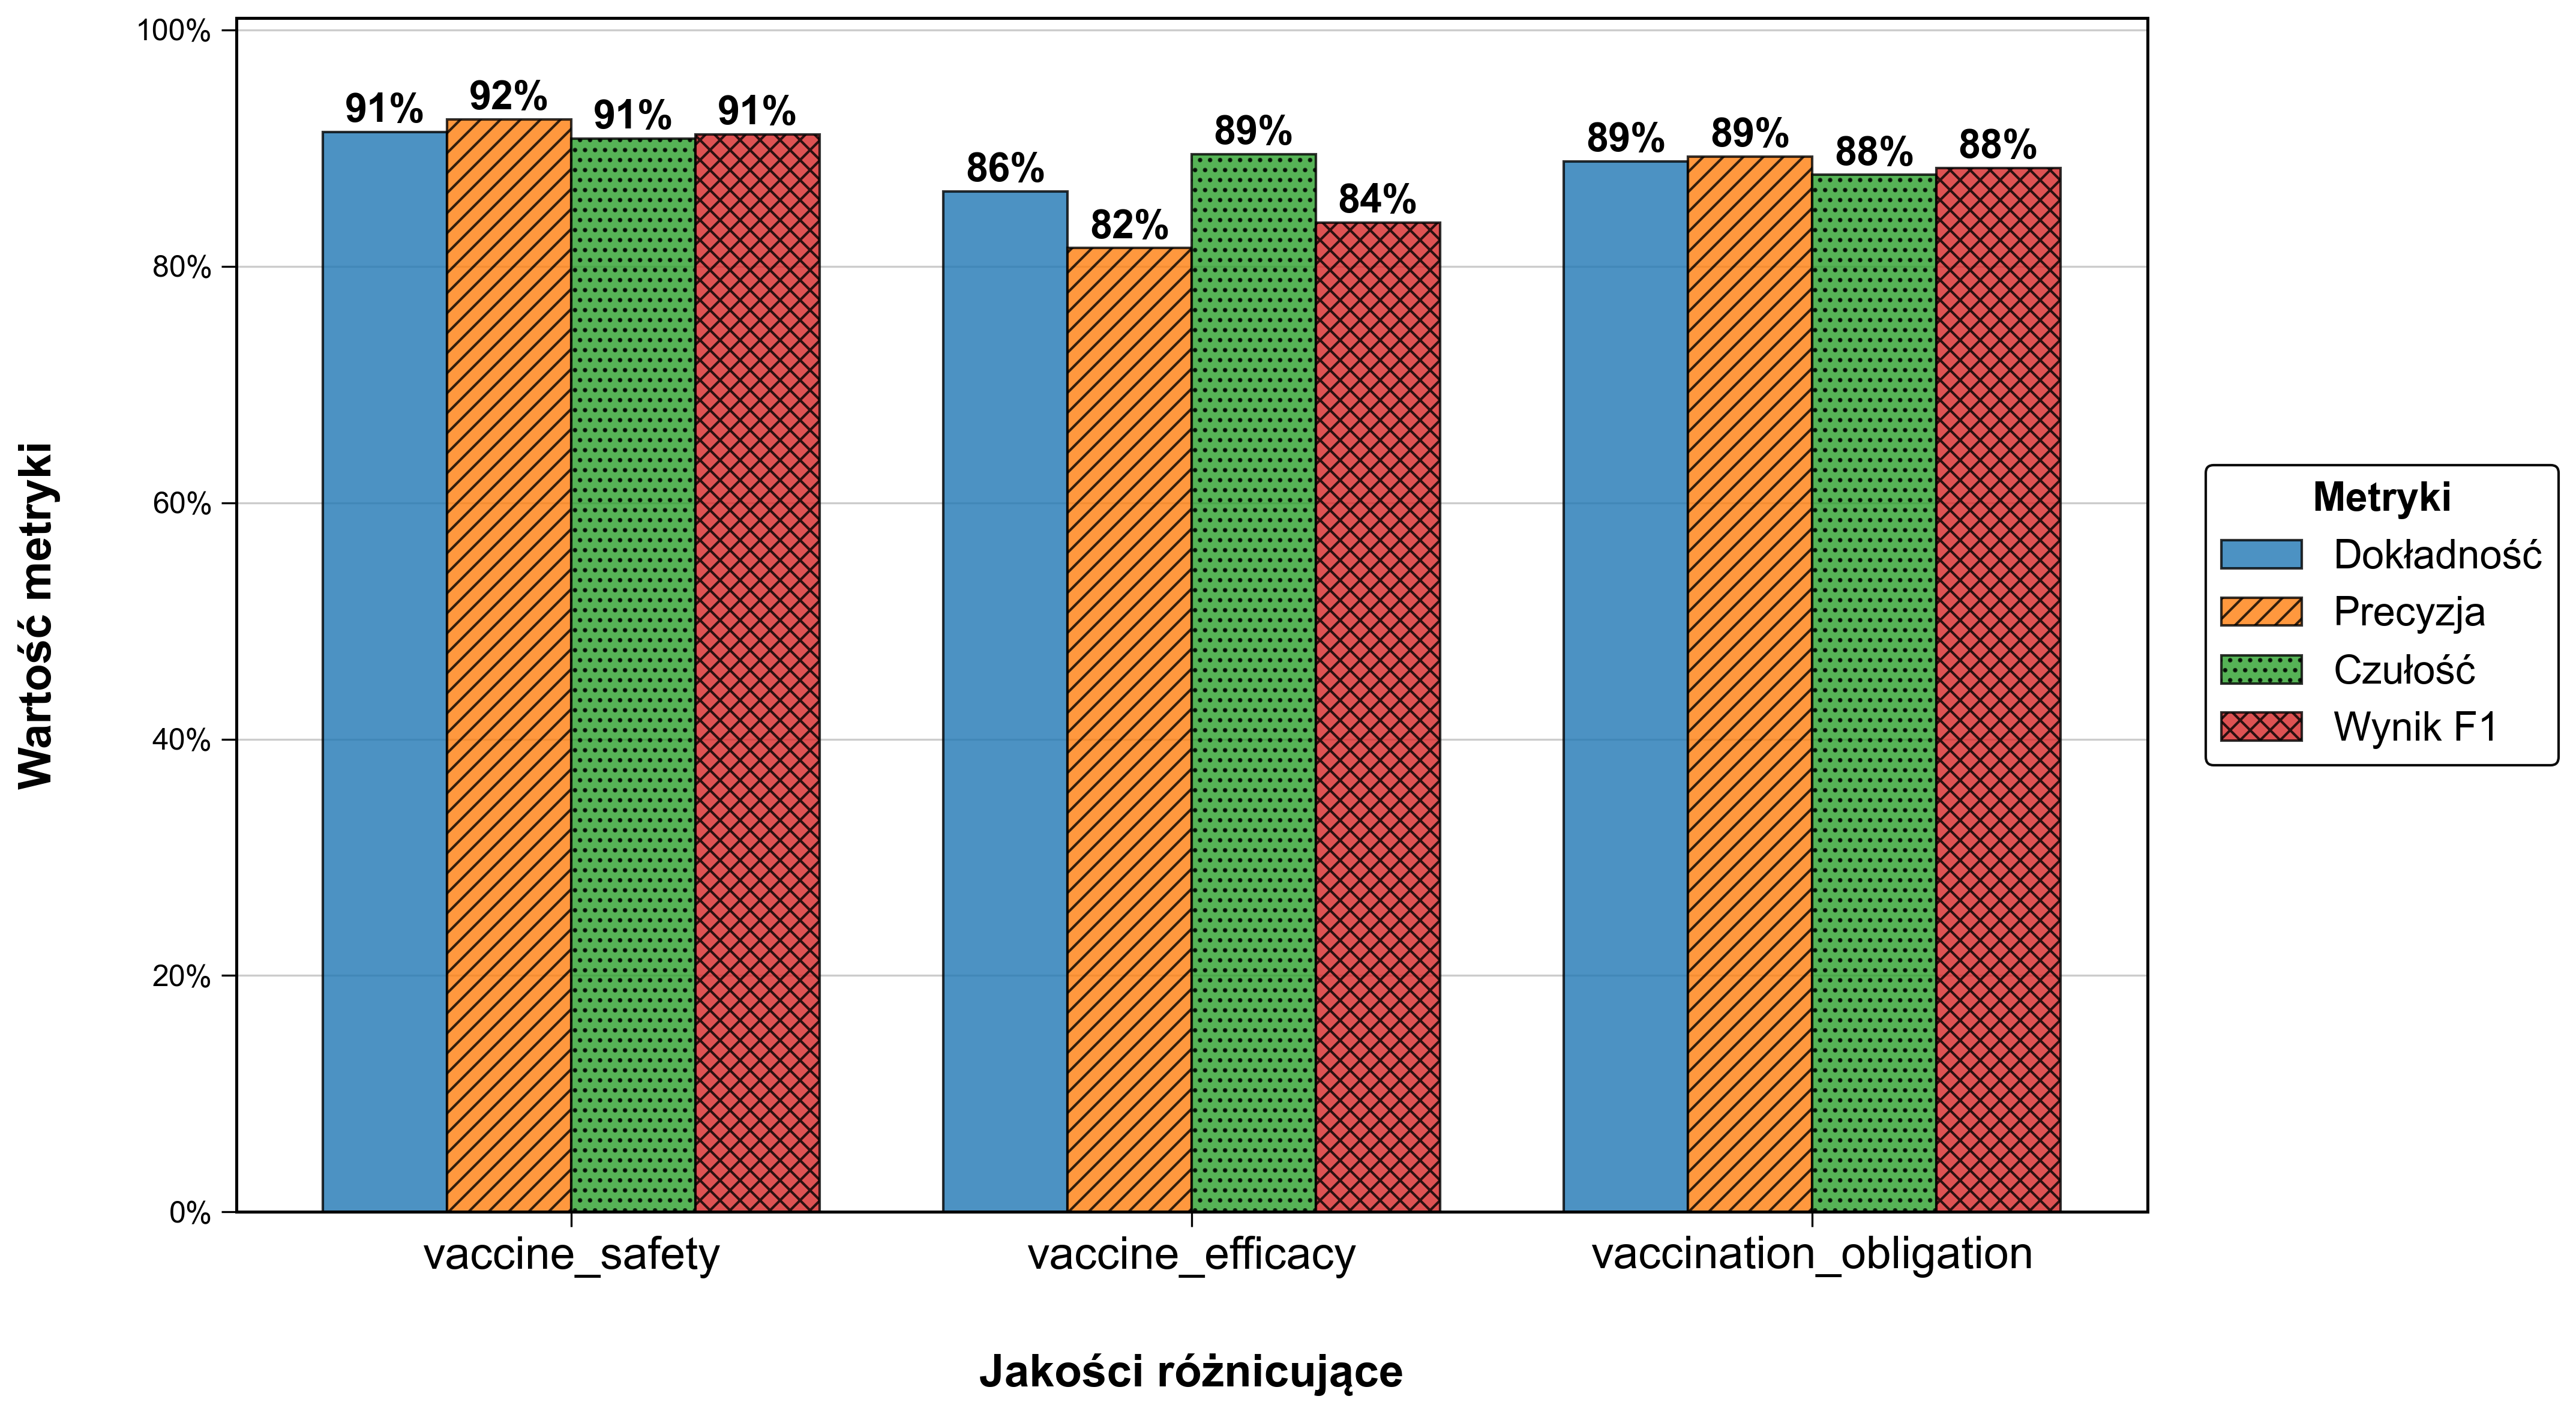 Wartość metryki
100%
80%
60%
40%
20%
0%
91%
92%
91%
91%
86%
82%
89%
84%
89%
89%
88%
88%
vaccine_safety
vaccine_efficacy
vaccination_obligation
Jakości różnicujące
Metryki
Dokładność
Precyzja
Czułość
Wynik F1